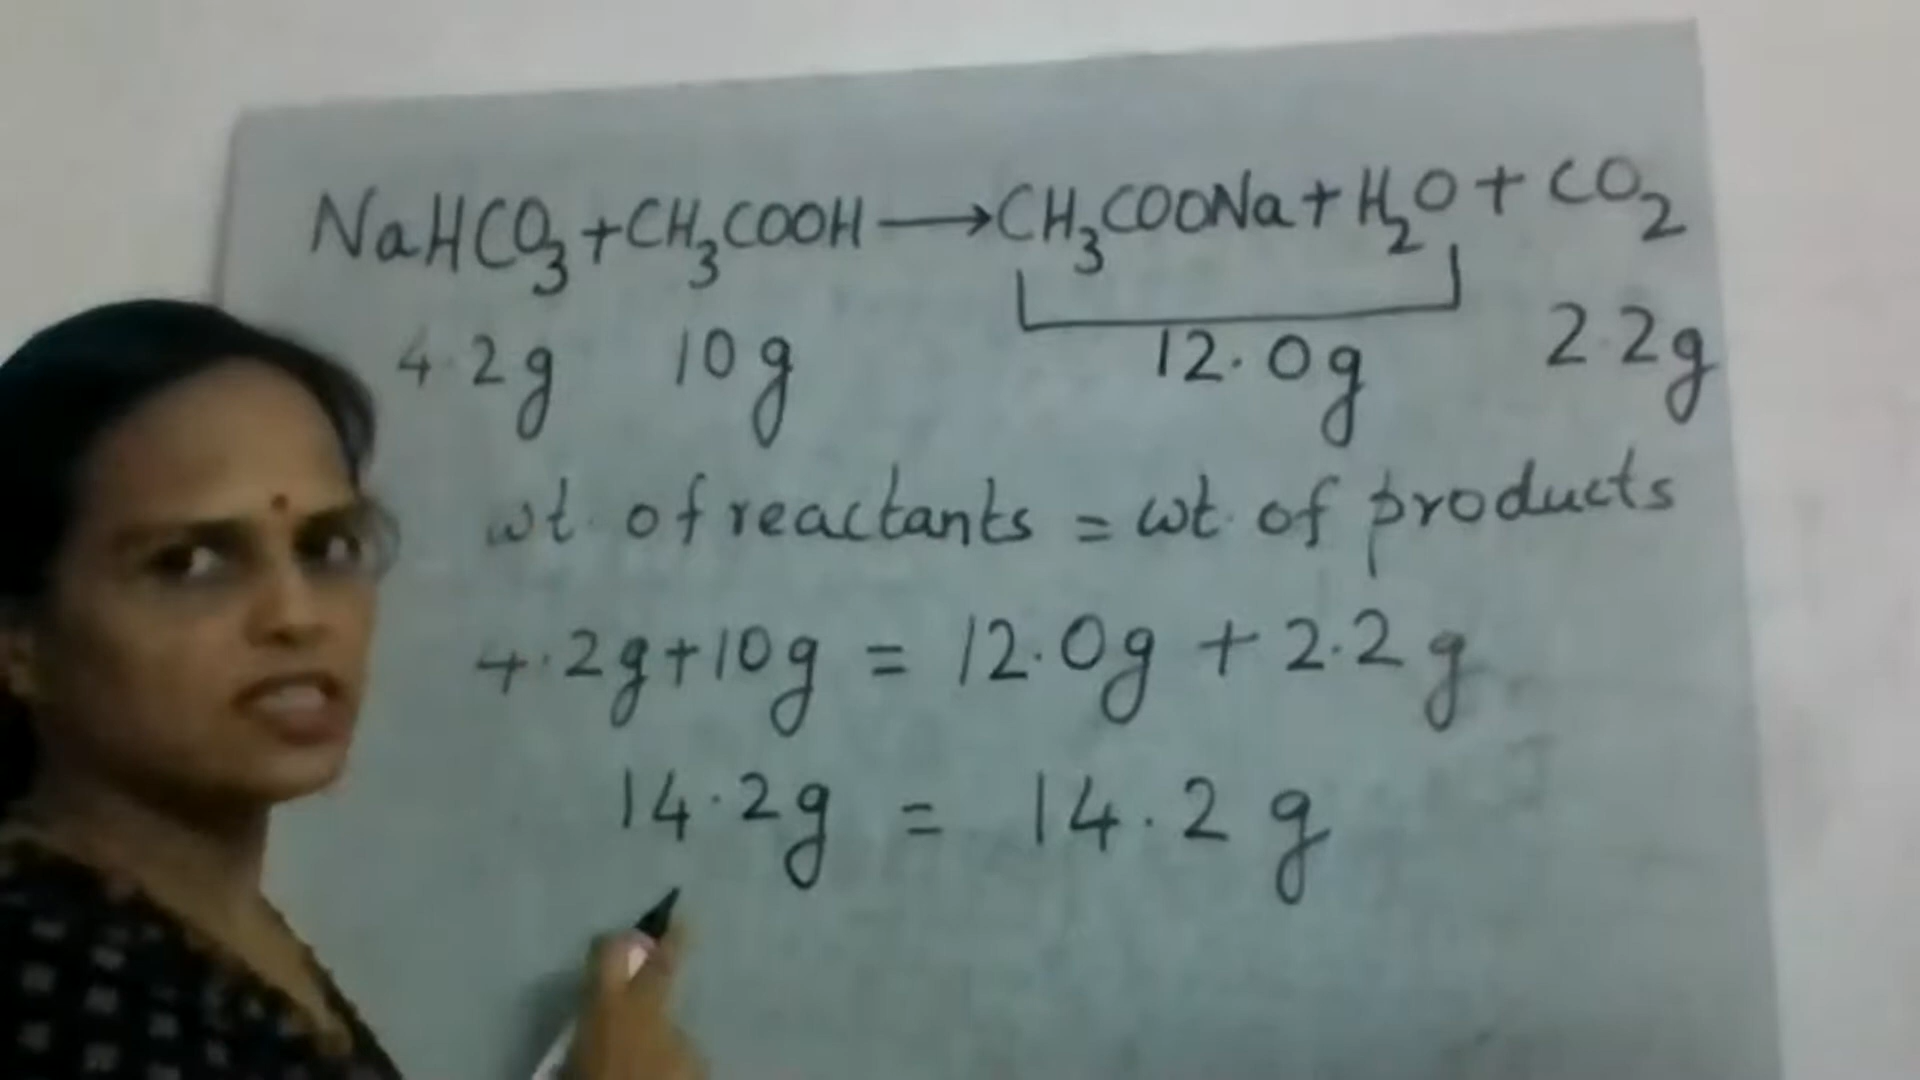 NaHCO₃ + CH₃COOH ⟶ CH₃COONa + H₂O + CO₂
4.2g 10g 12.0g 2.2g
wt. of reactants = wt. of products
4.2g + 10g = 12.0g + 2.2g
14.2g = 14.2 g